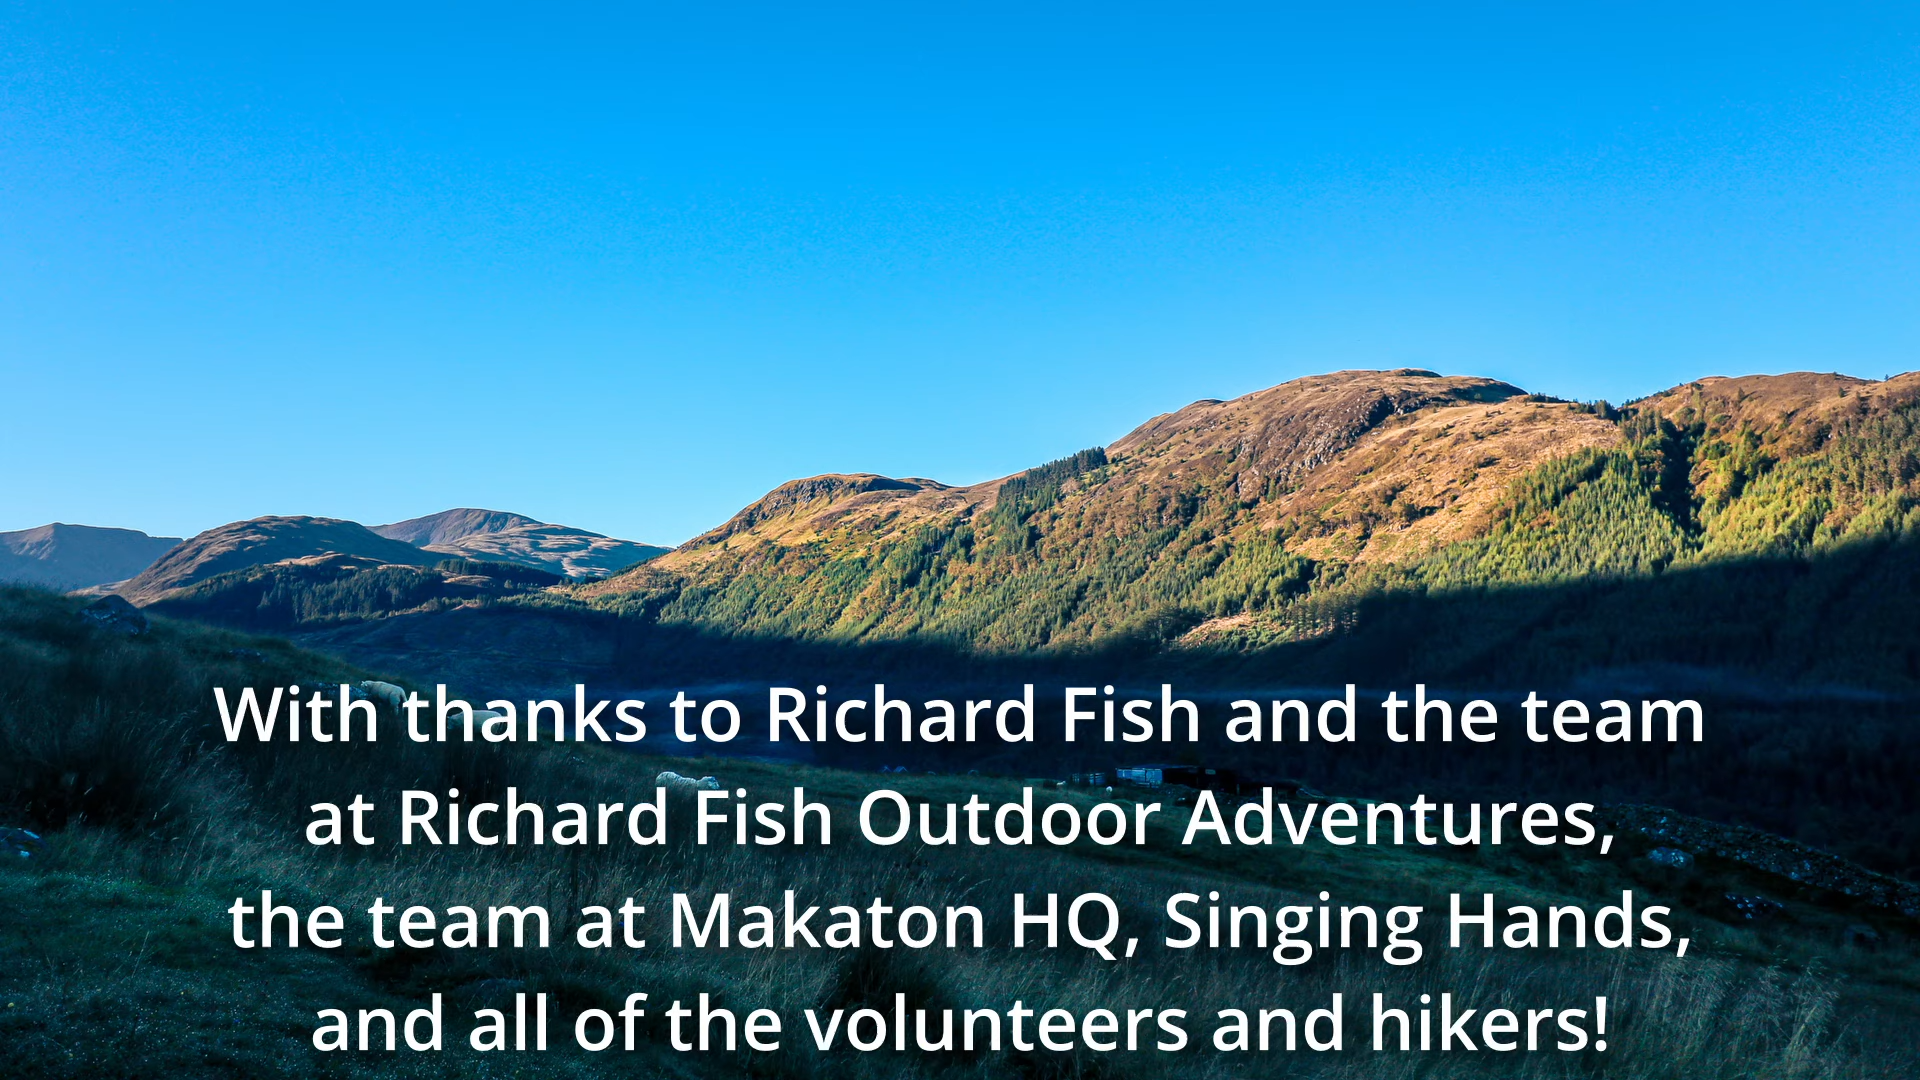 With thanks to Richard Fish and the team
at Richard Fish Outdoor Adventures,
the team at Makaton HQ, Singing Hands,
and all of the volunteers and hikers!